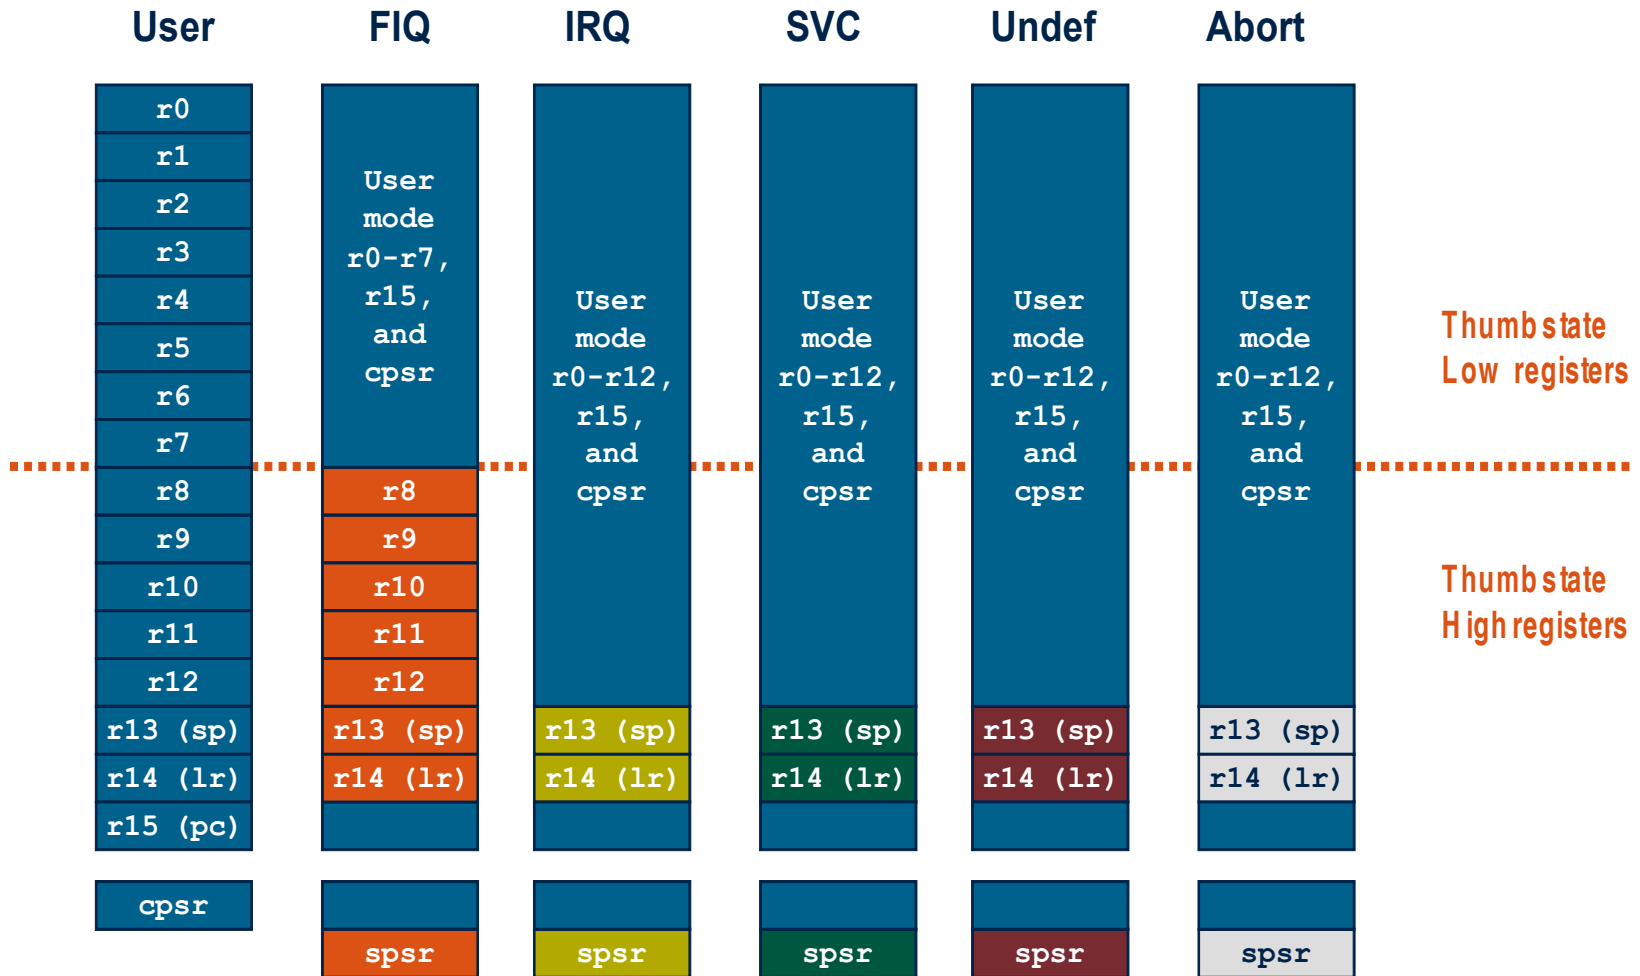 User
FIQ
IRQ
SVC
Undef
Abort
r0
r1
r2
r3
r4
r5
r6
r7
r8
r9
r10
r11
r12
r13 (sp)
r14 (lr)
r15 (pc)
cpsr
User
mode
r0-r7,
r15,
and
cpsr
r8
r9
r10
r11
r12
r13 (sp)
r14 (lr)
spsr
User
mode
r0-r12,
r15,
and
cpsr
r13 (sp)
r14 (lr)
spsr
User
mode
r0-r12,
r15,
and
cpsr
r13 (sp)
r14 (lr)
spsr
User
mode
r0-r12,
r15,
and
cpsr
r13 (sp)
r14 (lr)
spsr
User
mode
r0-r12,
r15,
and
cpsr
r13 (sp)
r14 (lr)
spsr
Thumb state
Low registers
Thumb state
High registers